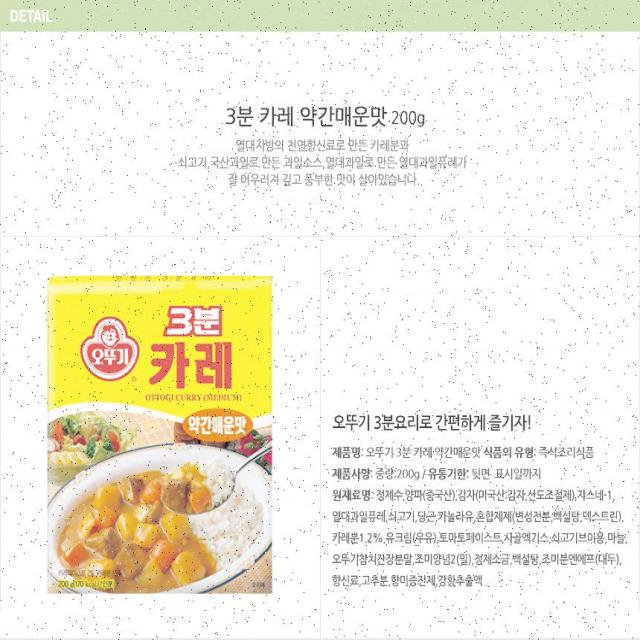 DETAIL
3분 카레 약간매운맛 200g
열대지방의 천연향신료로 만든 카레분과
쇠고기,국산과일로 만든 과일소스,열대과일로 만든 열대과일퓨레가
잘 어우러져 깊고 풍부한 맛이 살아있습니다.
3분
오뚜기
카레
OTTOGI CURRY (MEDIUM)
약간매운맛
200 g(170 kcal)
오뚜기 3분요리로 간편하게 즐기자!
제품명: 오뚜기 3분 카레 약간매운맛 식품의 유형: 즉석조리식품
제품사양: 중량:200g / 유통기한: 뒷면 표시일까지
원재료명: 정제수,양파(중국산),감자(미국산:감자,산도조절제),쟈스네-1,
열대과일퓨레,쇠고기,당근,카놀라유,혼합제제(변성전분,백설탕,덱스트린),
카레분1.2%,유크림(우유),토마토페이스트,사골엑기스,쇠고기브이용,마늘,
오뚜기참치진장분말,조미양념2(밀),정제소금,백설탕,조미분엔에프(대두),
향신료,고추분,향미증진제,강황추출액